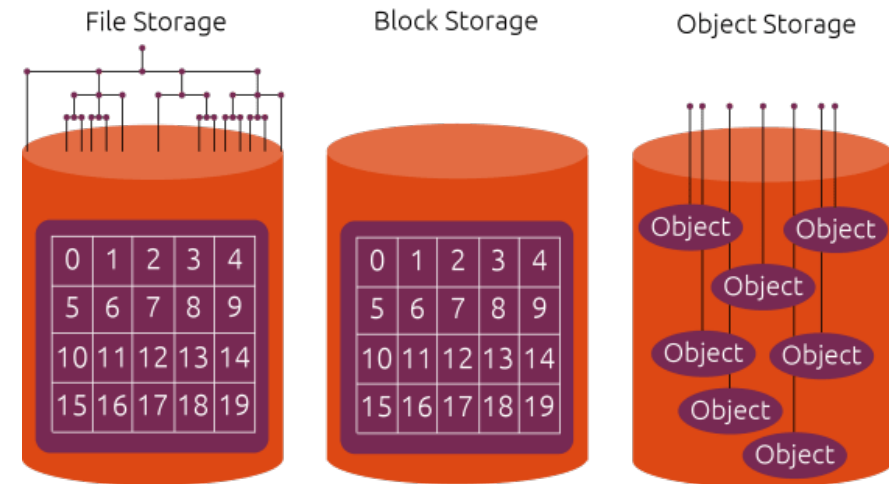 File Storage
Block Storage
Object Storage
0 1 2 3 4
5 6 7 8 9
10 11 12 13 14
15 16 17 18 19
0 1 2 3 4
5 6 7 8 9
10 11 12 13 14
15 16 17 18 19
Object
Object
Object
Object
Object
Object
Object